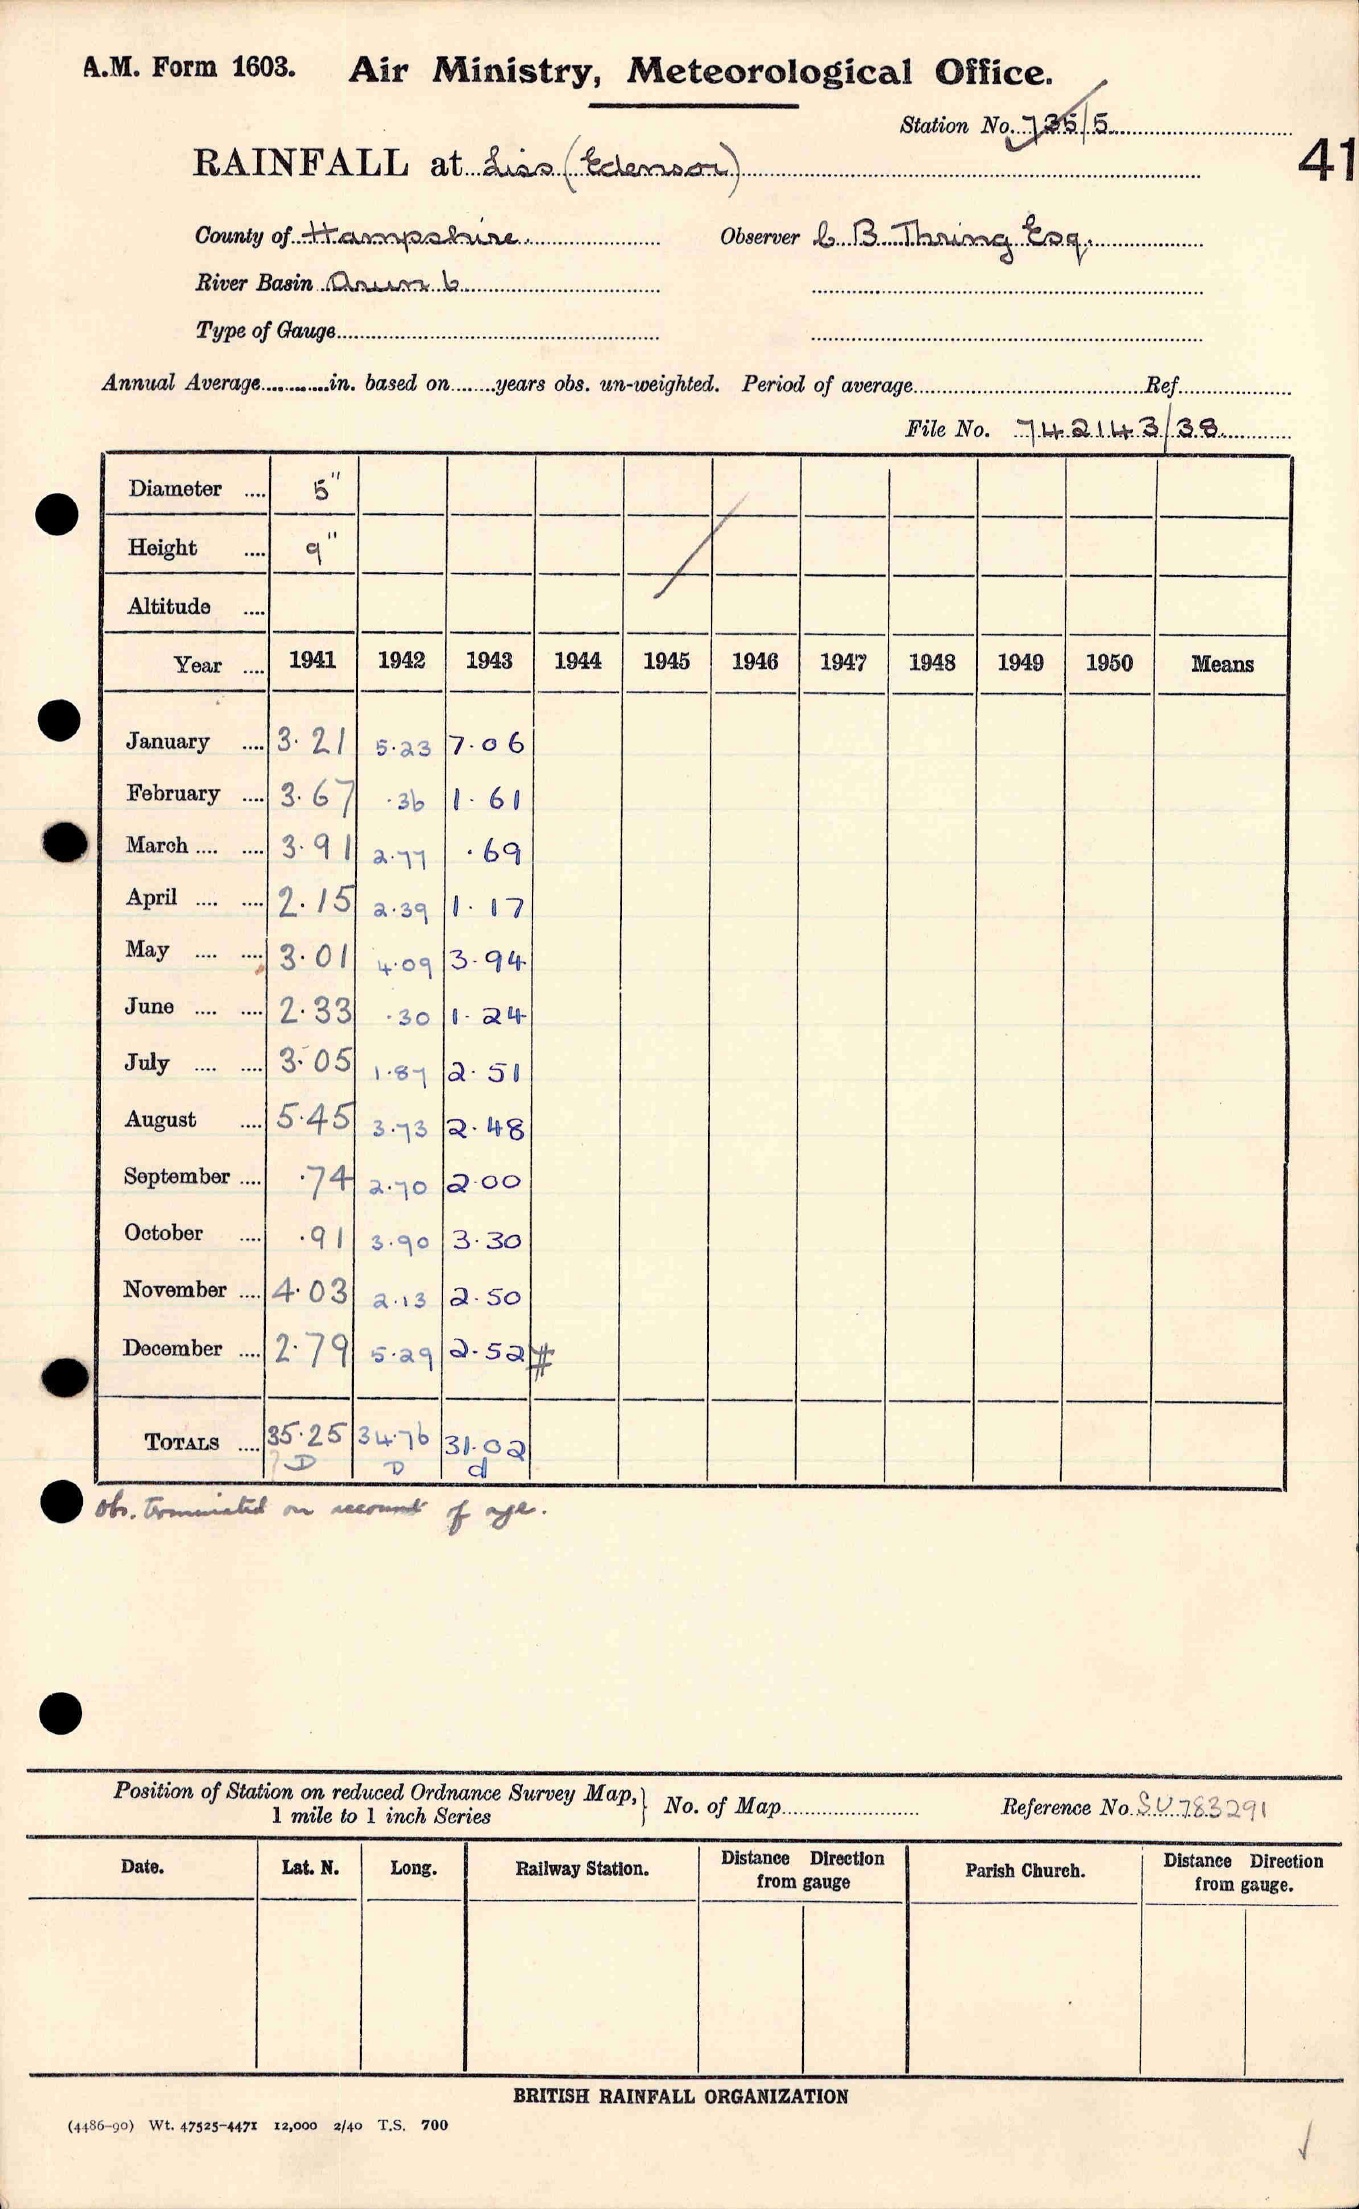 A.M. Form 1603. Air Ministry, Meteorological Office.
Station No. 735/5
41
RAINFALL at Liss (Edensor)
County of Hampshire. Observer C B Thring Esq.
River Basin Arun 6
Type of Gauge
Annual Average............in. based on........years obs. un-weighted. Period of average Ref
File No. 742143/38
Diameter .... 5"
Height .... 9"
Altitude ....
Year .... 1941 1942 1943 1944 1945 1946 1947 1948 1949 1950 Means
January .... 3.21 5.23 7.06
February .... 3.67 .36 1.61
March .... .... 3.91 2.77 .69
April .... .... 2.15 2.39 1.17
May .... .... 3.01 4.09 3.94
June .... .... 2.33 .30 1.24
July .... .... 3.05 1.87 2.51
August .... 5.45 3.73 2.48
September .... .74 2.70 2.00
October .... .91 3.90 3.30
November .... 4.03 2.13 2.50
December .... 2.79 5.29 2.52 #
TOTALS .... 35.25 34.76 31.02
D D d
Obs. terminated on account of age.
Position of Station on reduced Ordnance Survey Map,
1 mile to 1 inch Series } No. of Map Reference No. SU783291
Date. Lat. N. Long. Railway Station. Distance Direction from gauge Parish Church. Distance Direction from gauge.
BRITISH RAINFALL ORGANIZATION
(4486-90) Wt. 47525-4471 12,000 2/40 T.S. 700